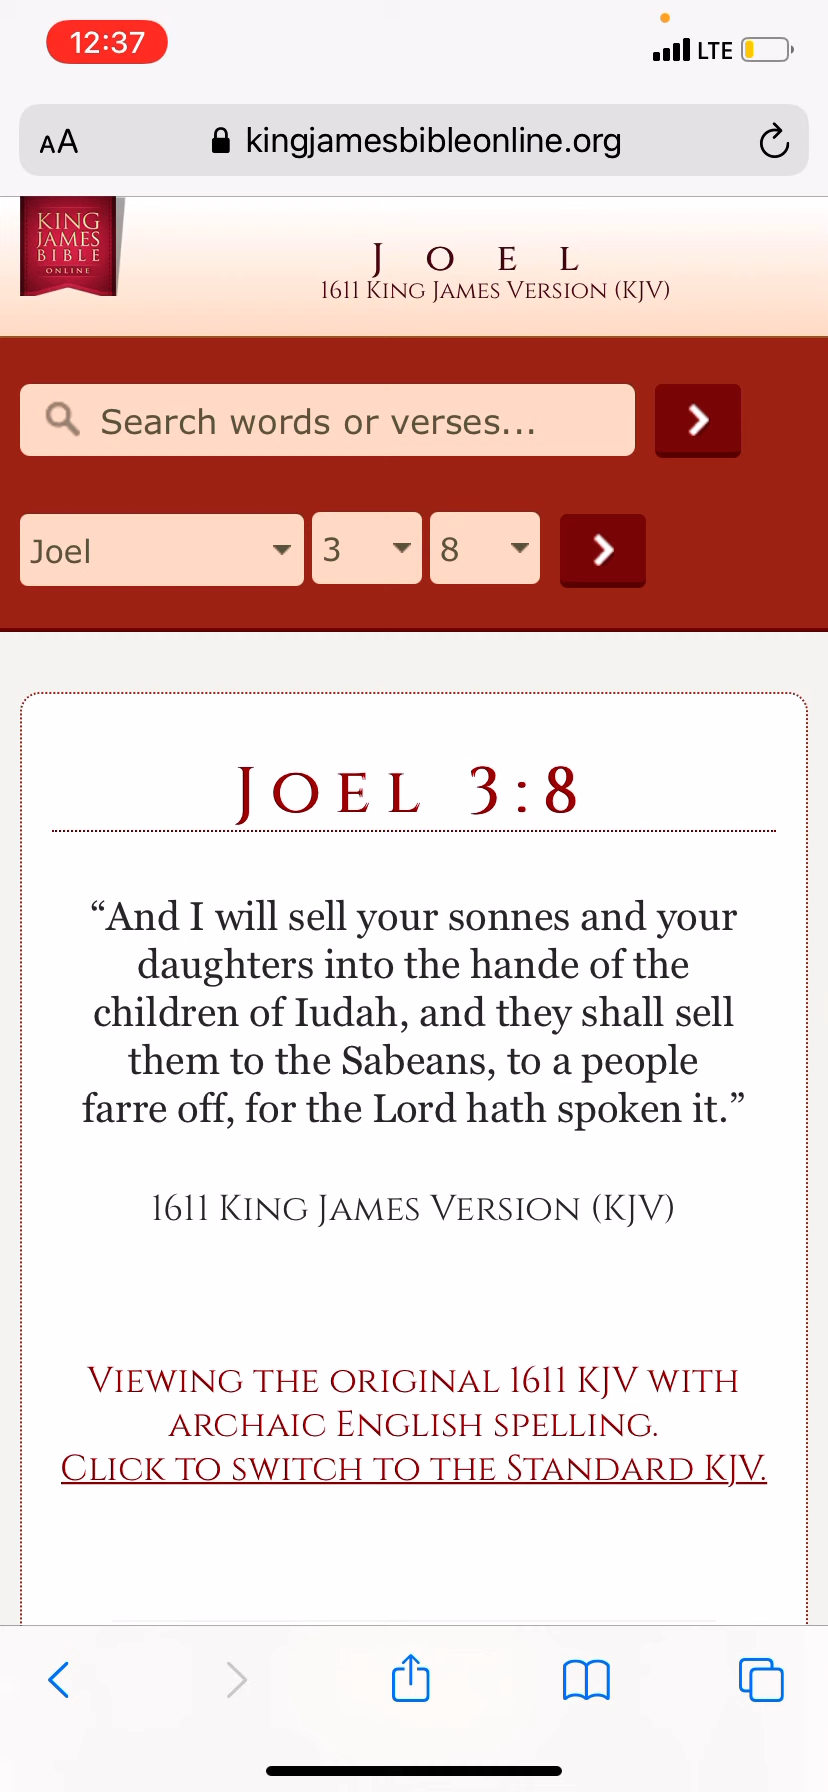 12:37
LTE
AA kingjamesbibleonline.org
KING
JAMES
BIBLE
ONLINE
JOEL
1611 KING JAMES VERSION (KJV)
Search words or verses...
Joel 3 8
JOEL 3:8
“And I will sell your sonnes and your
daughters into the hande of the
children of Iudah, and they shall sell
them to the Sabeans, to a people
farre off, for the Lord hath spoken it.”
1611 KING JAMES VERSION (KJV)
VIEWING THE ORIGINAL 1611 KJV WITH
ARCHAIC ENGLISH SPELLING.
CLICK TO SWITCH TO THE STANDARD KJV.